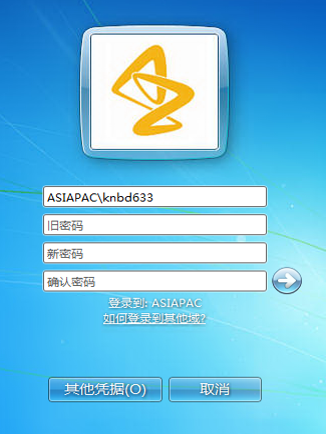 ASIAPAC\knbd633
旧密码
新密码
确认密码
登录到: ASIAPAC
如何登录到其他域?
其他凭据(O)
取消